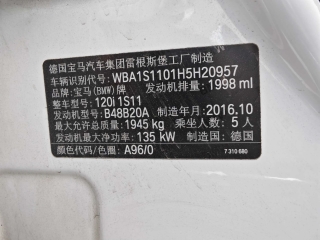 德国宝马汽车集团雷根斯堡工厂制造
车辆识别代号: WBA1S1101H5H20957
品牌: 宝马(BMW)牌 发动机排量: 1998 ml
整车型号: 120i 1S11
发动机型号: B48B20A 制造年月: 2016.10
最大允许总质量: 1945 kg 乘坐人数: 5 人
发动机最大净功率: 135 kW 制造国: 德国
颜色代码/色器: A96/0
7 310 680